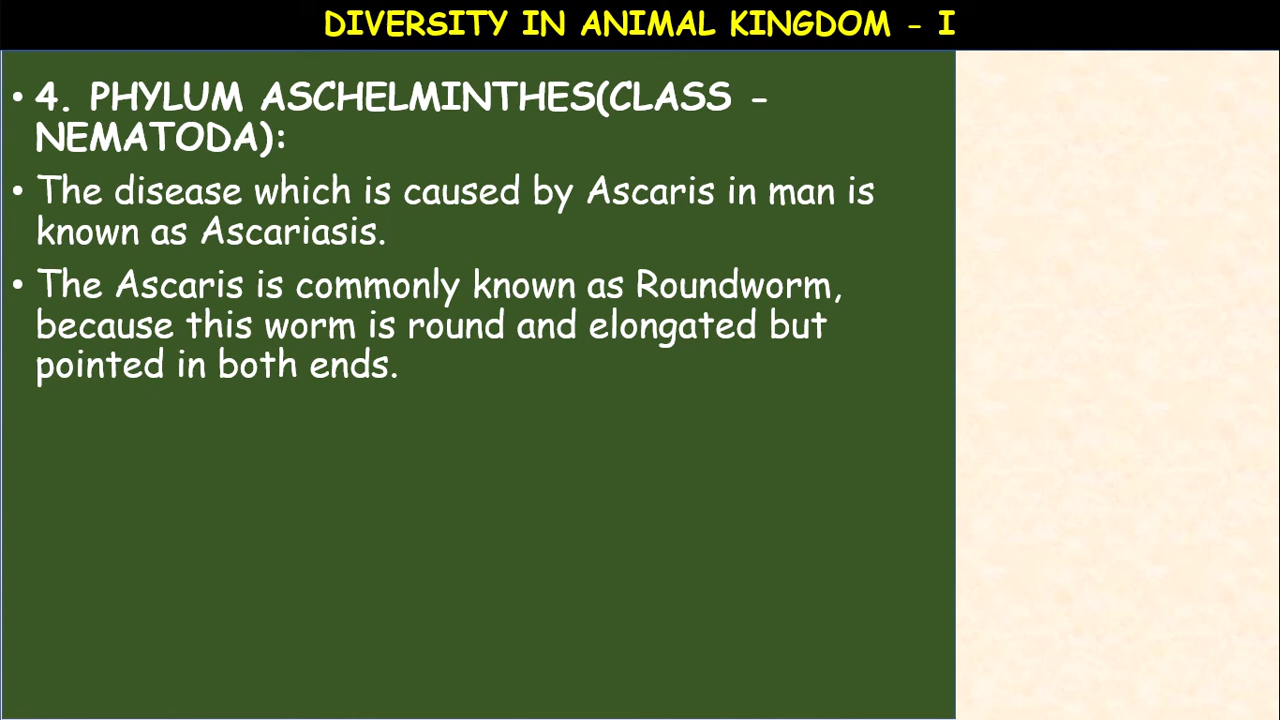 DIVERSITY IN ANIMAL KINGDOM - I
• 4. PHYLUM ASCHELMINTHES(CLASS -
NEMATODA):
• The disease which is caused by Ascaris in man is
known as Ascariasis.
• The Ascaris is commonly known as Roundworm,
because this worm is round and elongated but
pointed in both ends.